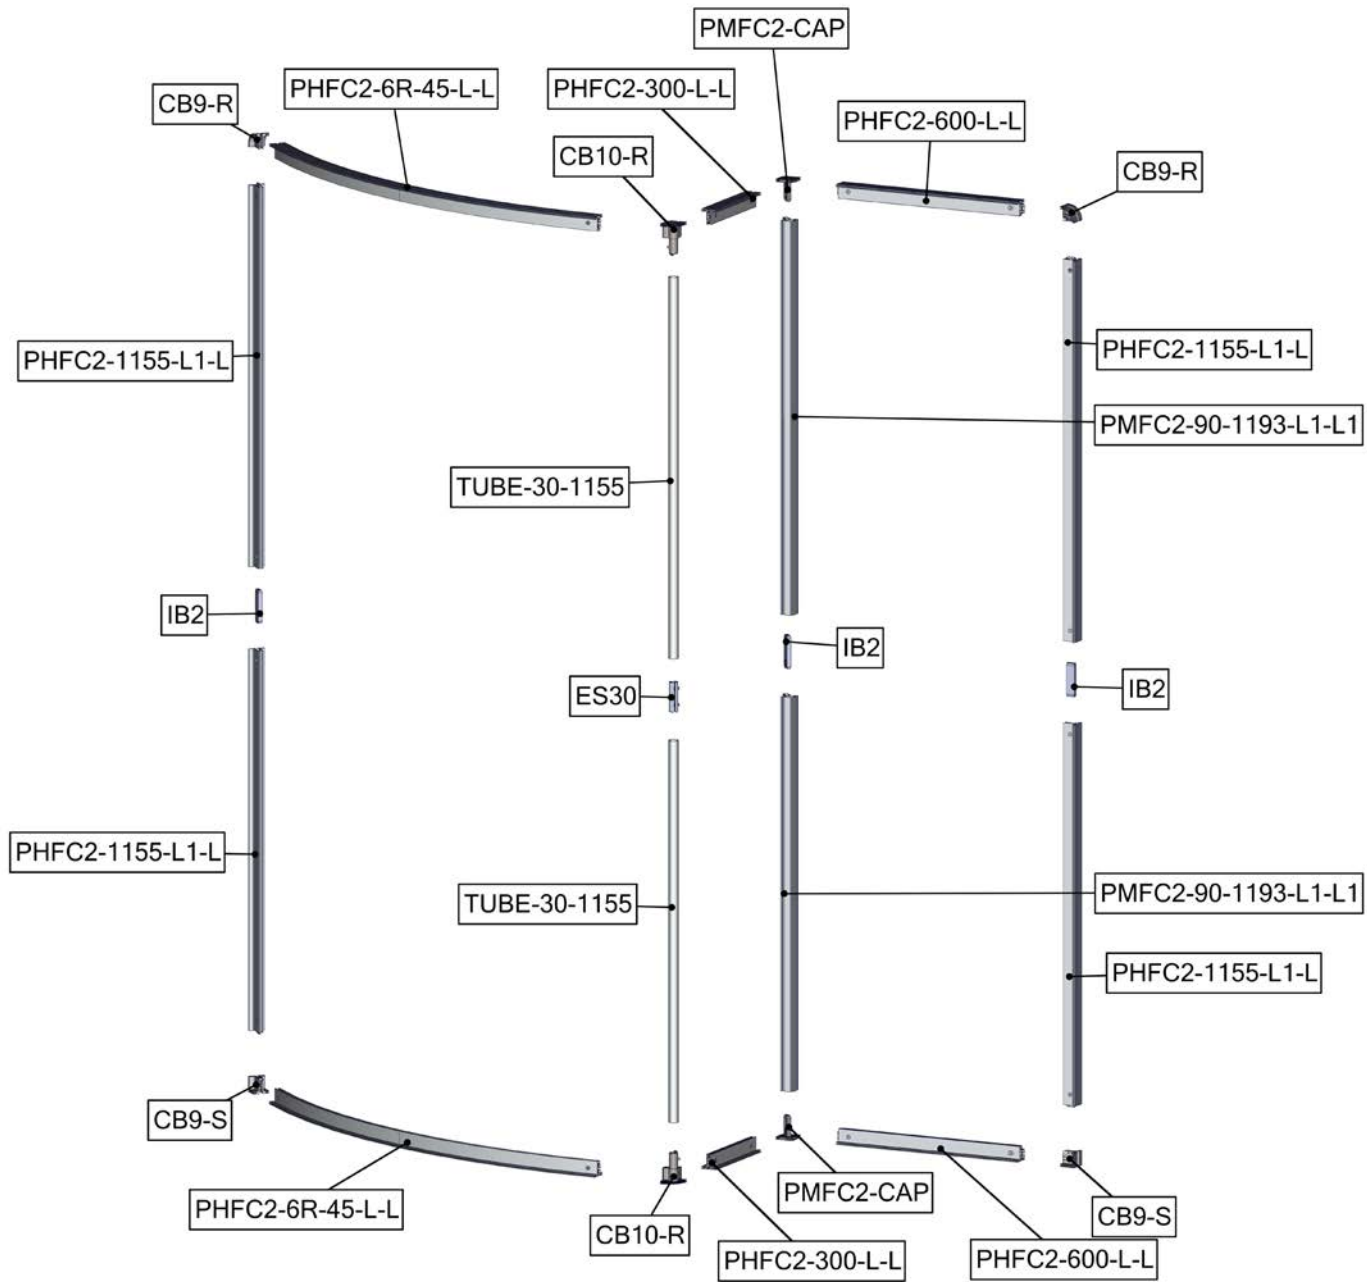 PMFC2-CAP
PHFC2-6R-45-L-L
PHFC2-300-L-L
CB9-R
PHFC2-600-L-L
CB10-R
CB9-R
PHFC2-1155-L1-L
PHFC2-1155-L1-L
PMFC2-90-1193-L1-L1
TUBE-30-1155
IB2
IB2
ES30
IB2
PHFC2-1155-L1-L
TUBE-30-1155
PMFC2-90-1193-L1-L1
PHFC2-1155-L1-L
CB9-S
PHFC2-6R-45-L-L
PMFC2-CAP
CB9-S
CB10-R
PHFC2-300-L-L
PHFC2-600-L-L